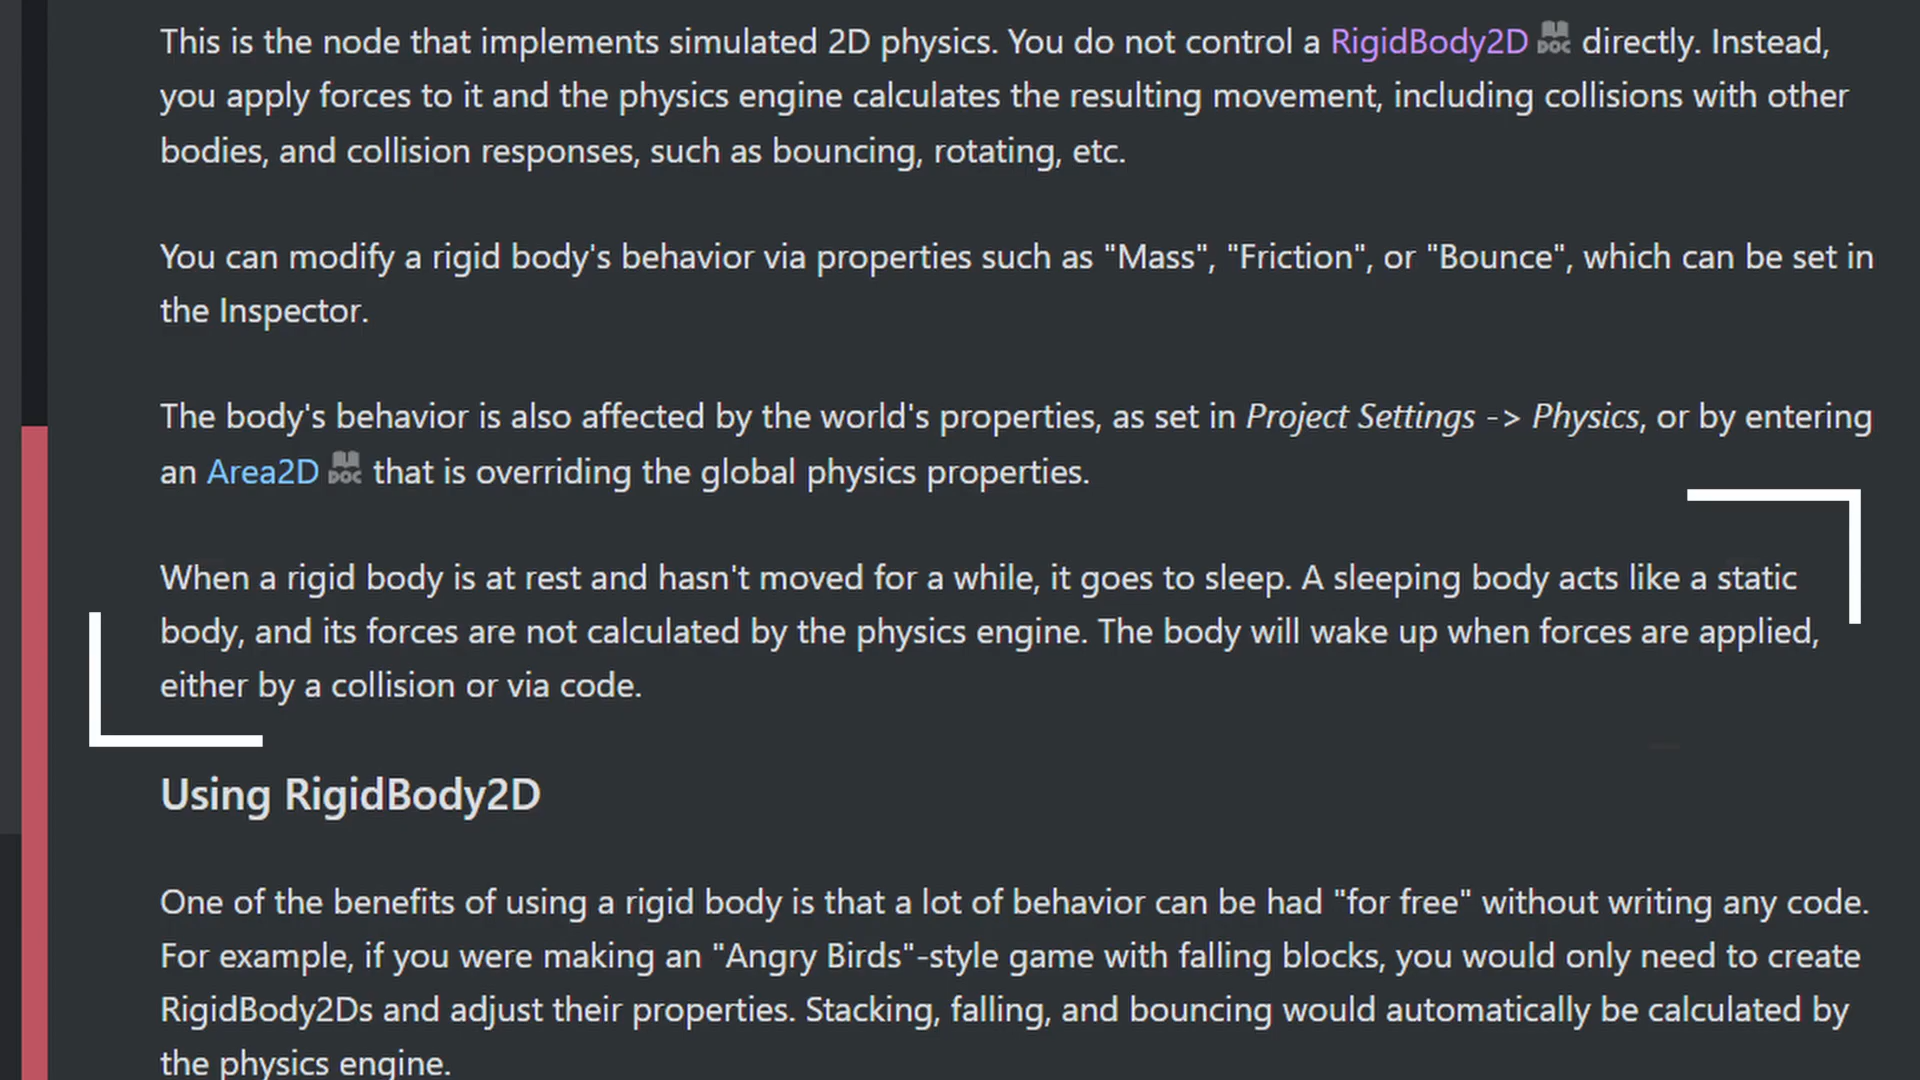 This is the node that implements simulated 2D physics. You do not control a RigidBody2D DOC directly. Instead,
you apply forces to it and the physics engine calculates the resulting movement, including collisions with other
bodies, and collision responses, such as bouncing, rotating, etc.
You can modify a rigid body's behavior via properties such as "Mass", "Friction", or "Bounce", which can be set in
the Inspector.
The body's behavior is also affected by the world's properties, as set in Project Settings -> Physics, or by entering
an Area2D DOC that is overriding the global physics properties.
When a rigid body is at rest and hasn't moved for a while, it goes to sleep. A sleeping body acts like a static
body, and its forces are not calculated by the physics engine. The body will wake up when forces are applied,
either by a collision or via code.
Using RigidBody2D
One of the benefits of using a rigid body is that a lot of behavior can be had "for free" without writing any code.
For example, if you were making an "Angry Birds"-style game with falling blocks, you would only need to create
RigidBody2Ds and adjust their properties. Stacking, falling, and bouncing would automatically be calculated by
the physics engine.